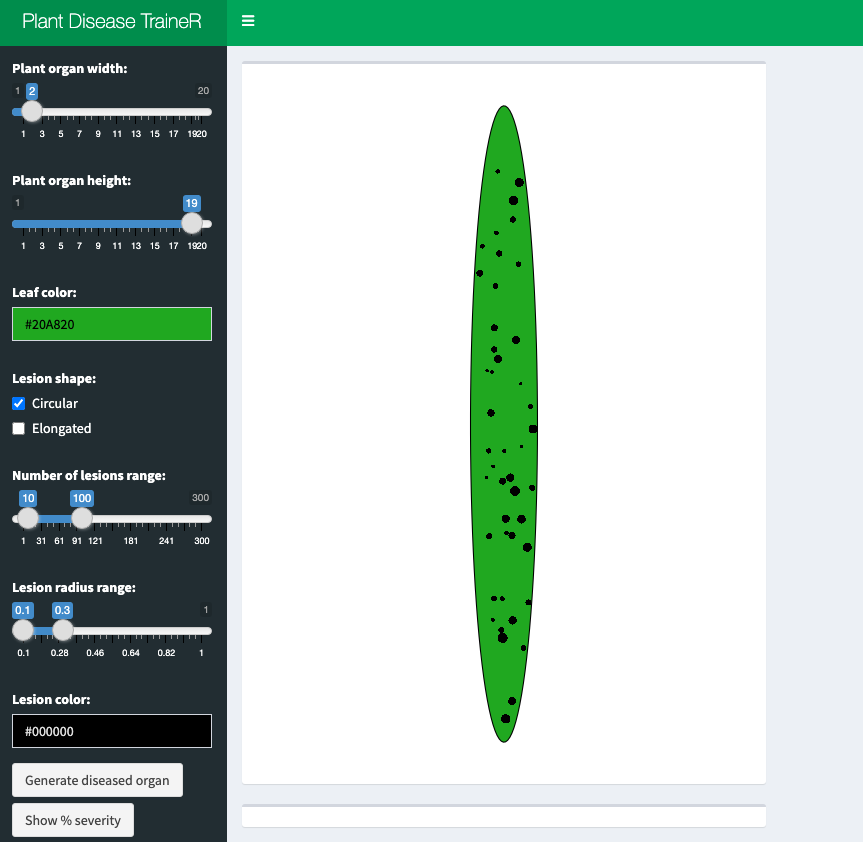 Plant Disease TraineR
Plant organ width:
1 2 20
1 3 5 7 9 11 13 15 17 1920
Plant organ height:
1 19
1 3 5 7 9 11 13 15 17 1920
Leaf color:
#20A820
Lesion shape:
Circular
Elongated
Number of lesions range:
10 100 300
1 31 61 91 121 181 241 300
Lesion radius range:
0.1 0.3 1
0.1 0.28 0.46 0.64 0.82 1
Lesion color:
#000000
Generate diseased organ
Show % severity